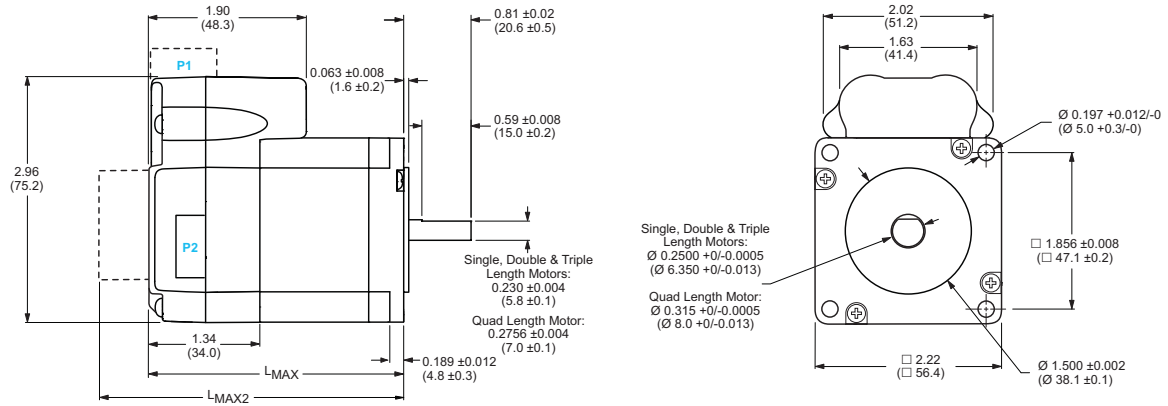 1.90
(48.3)
0.81 ±0.02
(20.6 ±0.5)
P1
0.063 ±0.008
(1.6 ±0.2)
0.59 ±0.008
(15.0 ±0.2)
2.96
(75.2)
P2
Single, Double & Triple
Length Motors:
0.230 ±0.004
(5.8 ±0.1)
Quad Length Motor:
0.2756 ±0.004
(7.0 ±0.1)
1.34
(34.0)
0.189 ±0.012
(4.8 ±0.3)
LMAX
LMAX2
2.02
(51.2)
1.63
(41.4)
Ø 0.197 +0.012/-0
(Ø 5.0 +0.3/-0)
Single, Double & Triple
Length Motors:
Ø 0.2500 +0/-0.0005
(Ø 6.350 +0/-0.013)
Quad Length Motor:
Ø 0.315 +0/-0.0005
(Ø 8.0 +0/-0.013)
□ 1.856 ±0.008
(□ 47.1 ±0.2)
□ 2.22
(□ 56.4)
Ø 1.500 ±0.002
(Ø 38.1 ±0.1)